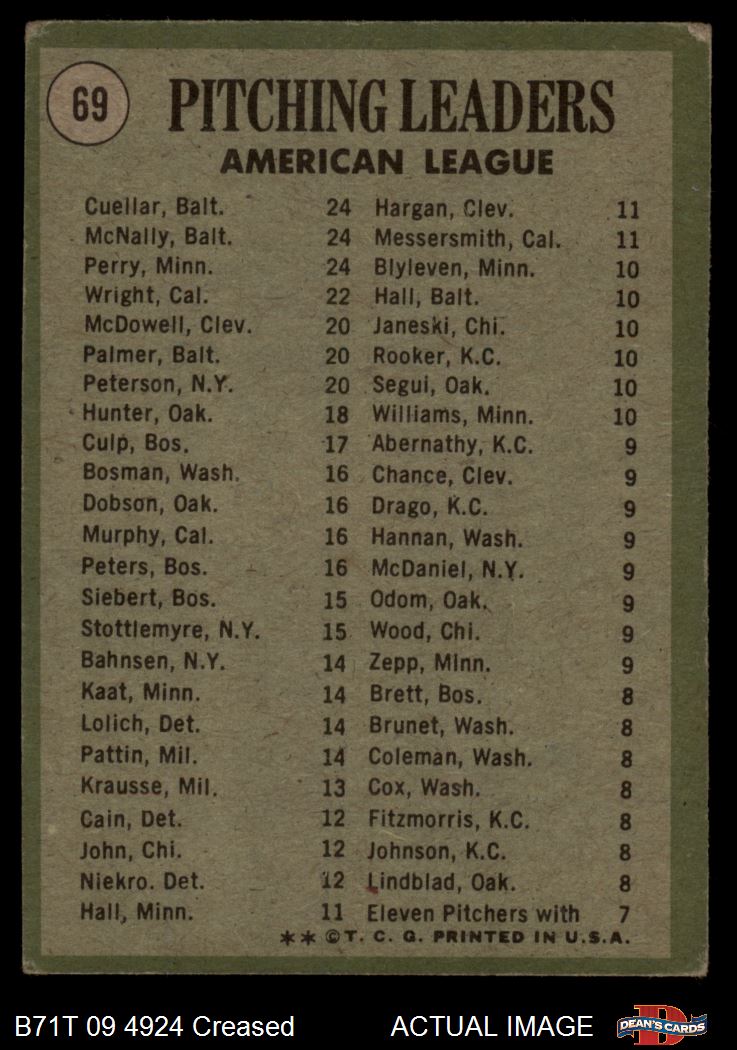 69
PITCHING LEADERS
AMERICAN LEAGUE
Cuellar, Balt. 24 Hargan, Clev. 11
McNally, Balt. 24 Messersmith, Cal. 11
Perry, Minn. 24 Blyleven, Minn. 10
Wright, Cal. 22 Hall, Balt. 10
McDowell, Clev. 20 Janeski, Chi. 10
Palmer, Balt. 20 Rooker, K.C. 10
Peterson, N.Y. 20 Segui, Oak. 10
Hunter, Oak. 18 Williams, Minn. 10
Culp, Bos. 17 Abernathy, K.C. 9
Bosman, Wash. 16 Chance, Clev. 9
Dobson, Oak. 16 Drago, K.C. 9
Murphy, Cal. 16 Hannan, Wash. 9
Peters, Bos. 16 McDaniel, N.Y. 9
Siebert, Bos. 15 Odom, Oak. 9
Stottlemyre, N.Y. 15 Wood, Chi. 9
Bahnsen, N.Y. 14 Zepp, Minn. 9
Kaat, Minn. 14 Brett, Bos. 8
Lolich, Det. 14 Brunet, Wash. 8
Pattin, Mil. 14 Coleman, Wash. 8
Krausse, Mil. 13 Cox, Wash. 8
Cain, Det. 12 Fitzmorris, K.C. 8
John, Chi. 12 Johnson, K.C. 8
Niekro. Det. 12 Lindblad, Oak. 8
Hall, Minn. 11 Eleven Pitchers with 7
** ©T. C. G. PRINTED IN U.S.A.
B71T 09 4924 Creased ACTUAL IMAGE DEAN'S CARDS